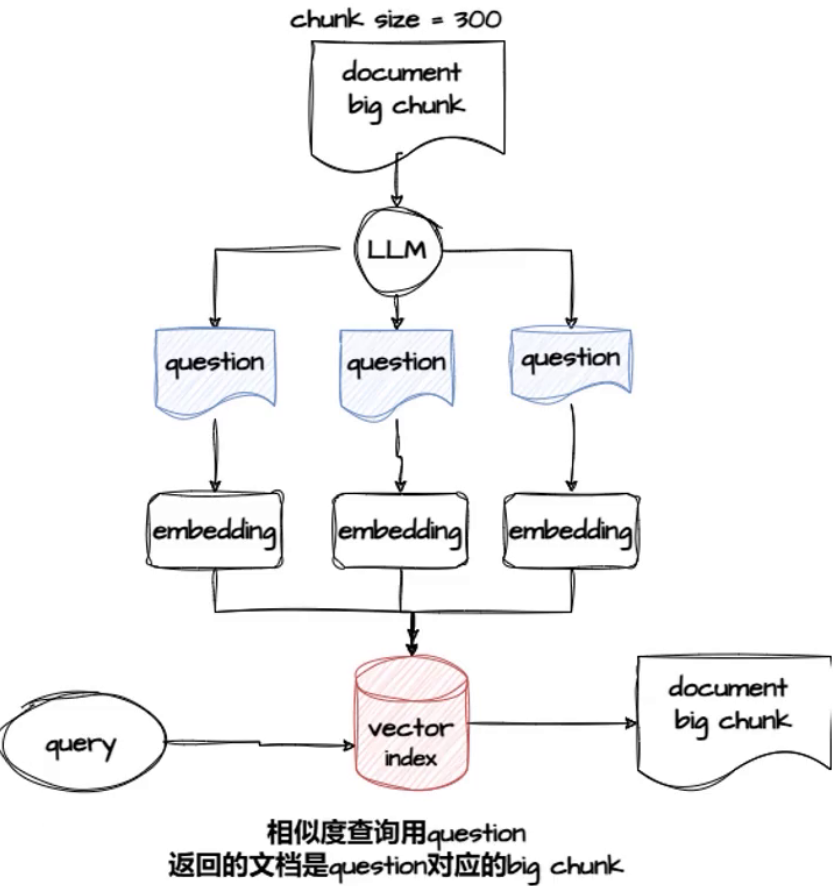 chunk size = 300
document
big chunk
LLM
question
question
question
embedding
embedding
embedding
query
vector
index
document
big chunk
相似度查询用question
返回的文档是question对应的big chunk